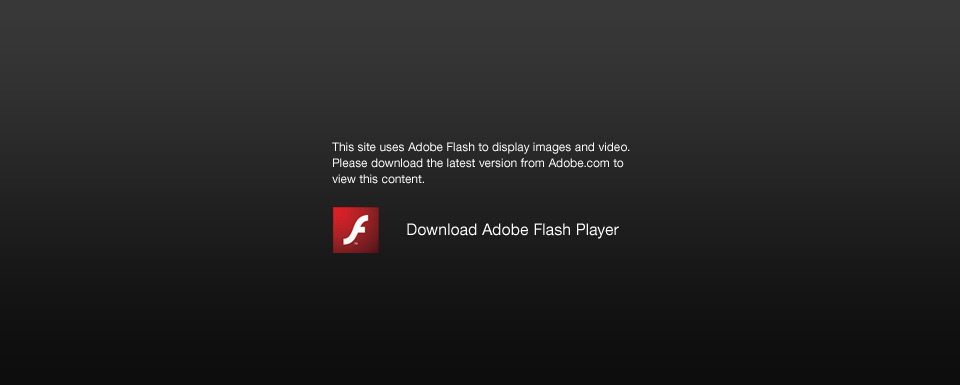 This site uses Adobe Flash to display images and video.
Please download the latest version from Adobe.com to
view this content.
Download Adobe Flash Player